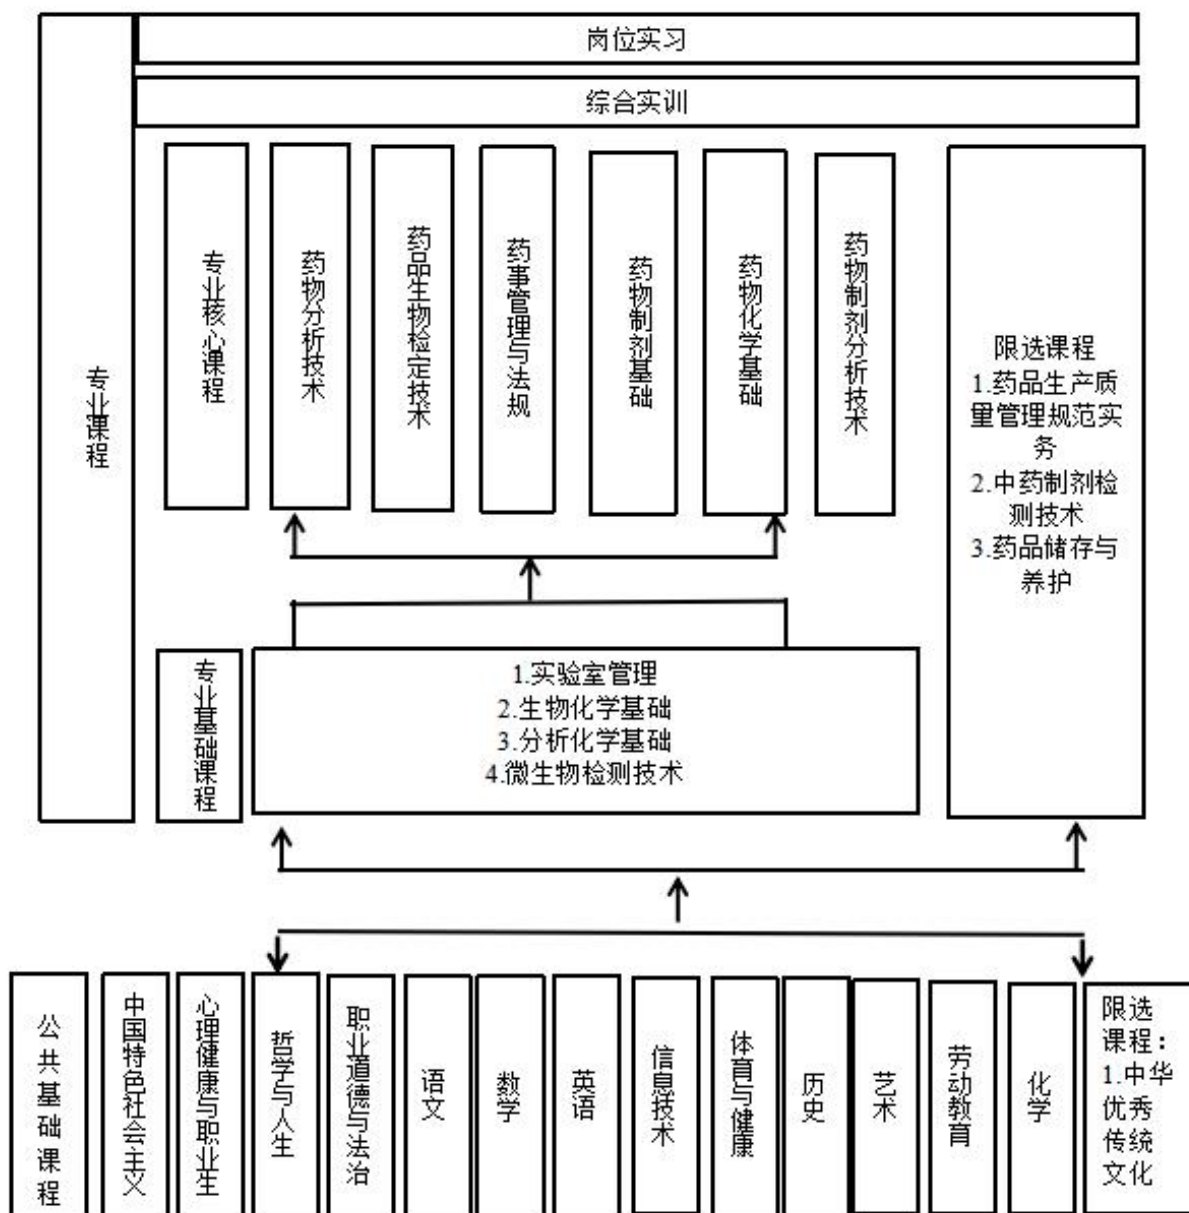 岗位实习
综合实训
专业课程
专业核心课程
药物分析技术
药品生物检定技术
药事管理与法规
药物制剂基础
药物化学基础
药物制剂分析技术
限选课程
1.药品生产质
量管理规范实
务
2.中药制剂检
测技术
3.药品储存与
养护
专业基础课程
1.实验室管理
2.生物化学基础
3.分析化学基础
4.微生物检测技术
公共基础课程
中国特色社会主义
心理健康与职业生
哲学与人生
职业道德与法治
语文
数学
英语
信息技术
体育与健康
历史
艺术
劳动教育
化学
限选
课程：
1.中华
优秀
传统
文化